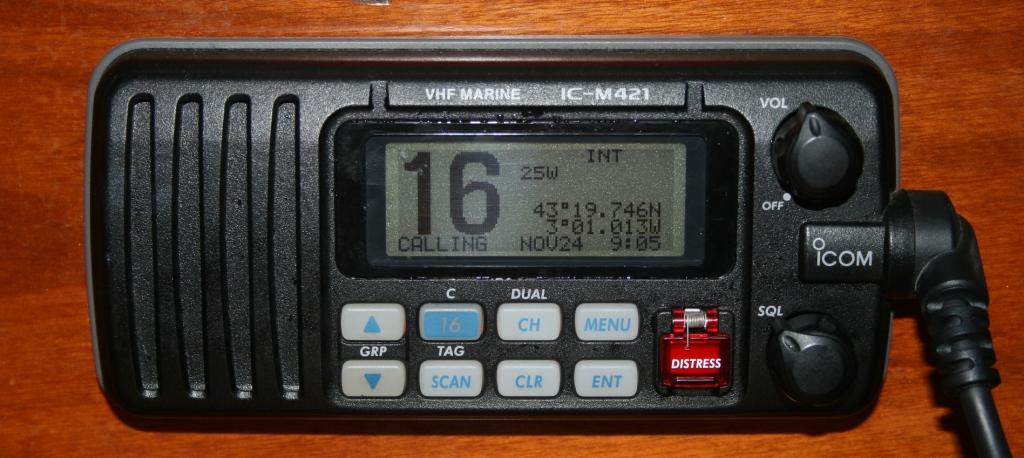 VHF MARINE IC-M421
VOL
OFF
16
INT
25W
43°19.746N
3°01.013W
CALLING NOV24 9:05
ICOM
SQL
C
DUAL
16
CH
MENU
GRP
TAG
SCAN
CLR
ENT
DISTRESS